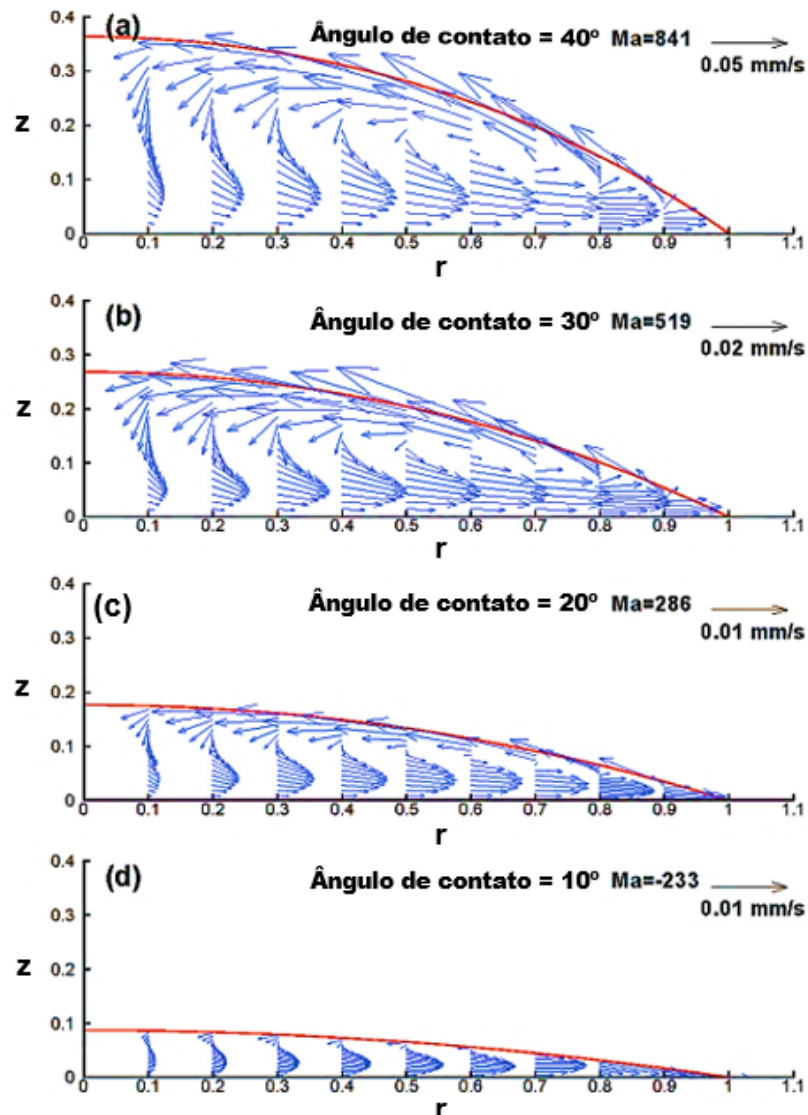 0.4 (a) Ângulo de contato = 40º Ma=841
0.05 mm/s
0.3
z 0.2
0.1
0
0 0.1 0.2 0.3 0.4 0.5 0.6 0.7 0.8 0.9 1 1.1
r
0.4 (b) Ângulo de contato = 30º Ma=519
0.02 mm/s
0.3
z 0.2
0.1
0
0 0.1 0.2 0.3 0.4 0.5 0.6 0.7 0.8 0.9 1 1.1
r
0.4 (c) Ângulo de contato = 20º Ma=286
0.01 mm/s
0.3
z 0.2
0.1
0
0 0.1 0.2 0.3 0.4 0.5 0.6 0.7 0.8 0.9 1 1.1
r
0.4 (d) Ângulo de contato = 10º Ma=-233
0.01 mm/s
0.3
z 0.2
0.1
0
0 0.1 0.2 0.3 0.4 0.5 0.6 0.7 0.8 0.9 1 1.1
r